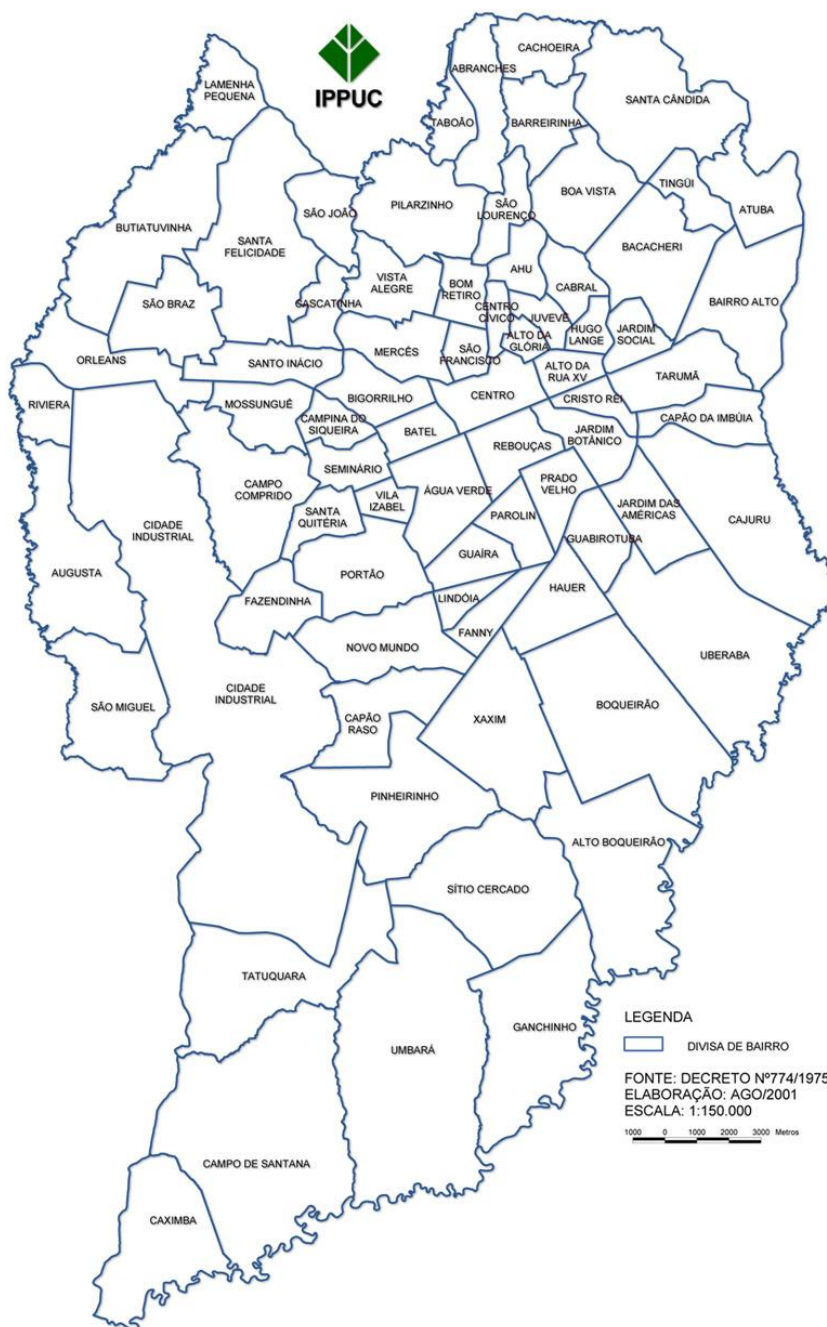 CACHOEIRA
ABRANCHES
LAMENHA
PEQUENA
IPPUC
SANTA CÂNDIDA
TABOÃO
BARREIRINHA
TINGÜI
BOA VISTA
SÃO
LOURENÇO
PILARZINHO
SÃO JOÃO
ATUBA
BUTIATUVINHA
SANTA
FELICIDADE
BACACHERI
AHU
VISTA
ALEGRE
BOM
RETIRO
CABRAL
SÃO BRAZ
CASCATINHA
BAIRRO ALTO
CENTRO
CÍVICO
JUVEVÊ
HUGO
LANGE
JARDIM
SOCIAL
ALTO DA
GLÓRIA
ORLEANS
SANTO INÁCIO
MERCÊS
SÃO
FRANCISCO
ALTO DA
RUA XV
TARUMÃ
RIVIERA
MOSSUNGUÊ
BIGORRILHO
CENTRO
CRISTO REI
CAMPINA DO
SIQUEIRA
BATEL
CAPÃO DA IMBÚIA
JARDIM
BOTÂNICO
REBOUÇAS
SEMINÁRIO
CAMPO
COMPRIDO
ÁGUA VERDE
PRADO
VELHO
VILA
IZABEL
SANTA
QUITÉRIA
PAROLIN
JARDIM DAS
AMÉRICAS
CAJURU
CIDADE
INDUSTRIAL
GUABIROTUBA
GUAÍRA
AUGUSTA
PORTÃO
HAUER
FAZENDINHA
LINDÓIA
FANNY
NOVO MUNDO
UBERABA
CIDADE
INDUSTRIAL
SÃO MIGUEL
CAPÃO
RASO
XAXIM
BOQUEIRÃO
PINHEIRINHO
ALTO BOQUEIRÃO
SÍTIO CERCADO
TATUQUARA
UMBARÁ
GANCHINHO
CAMPO DE SANTANA
CAXIMBA
LEGENDA
DIVISA DE BAIRRO
FONTE: DECRETO Nº774/1975
ELABORAÇÃO: AGO/2001
ESCALA: 1:150.000
1000 0 1000 2000 3000 Metros